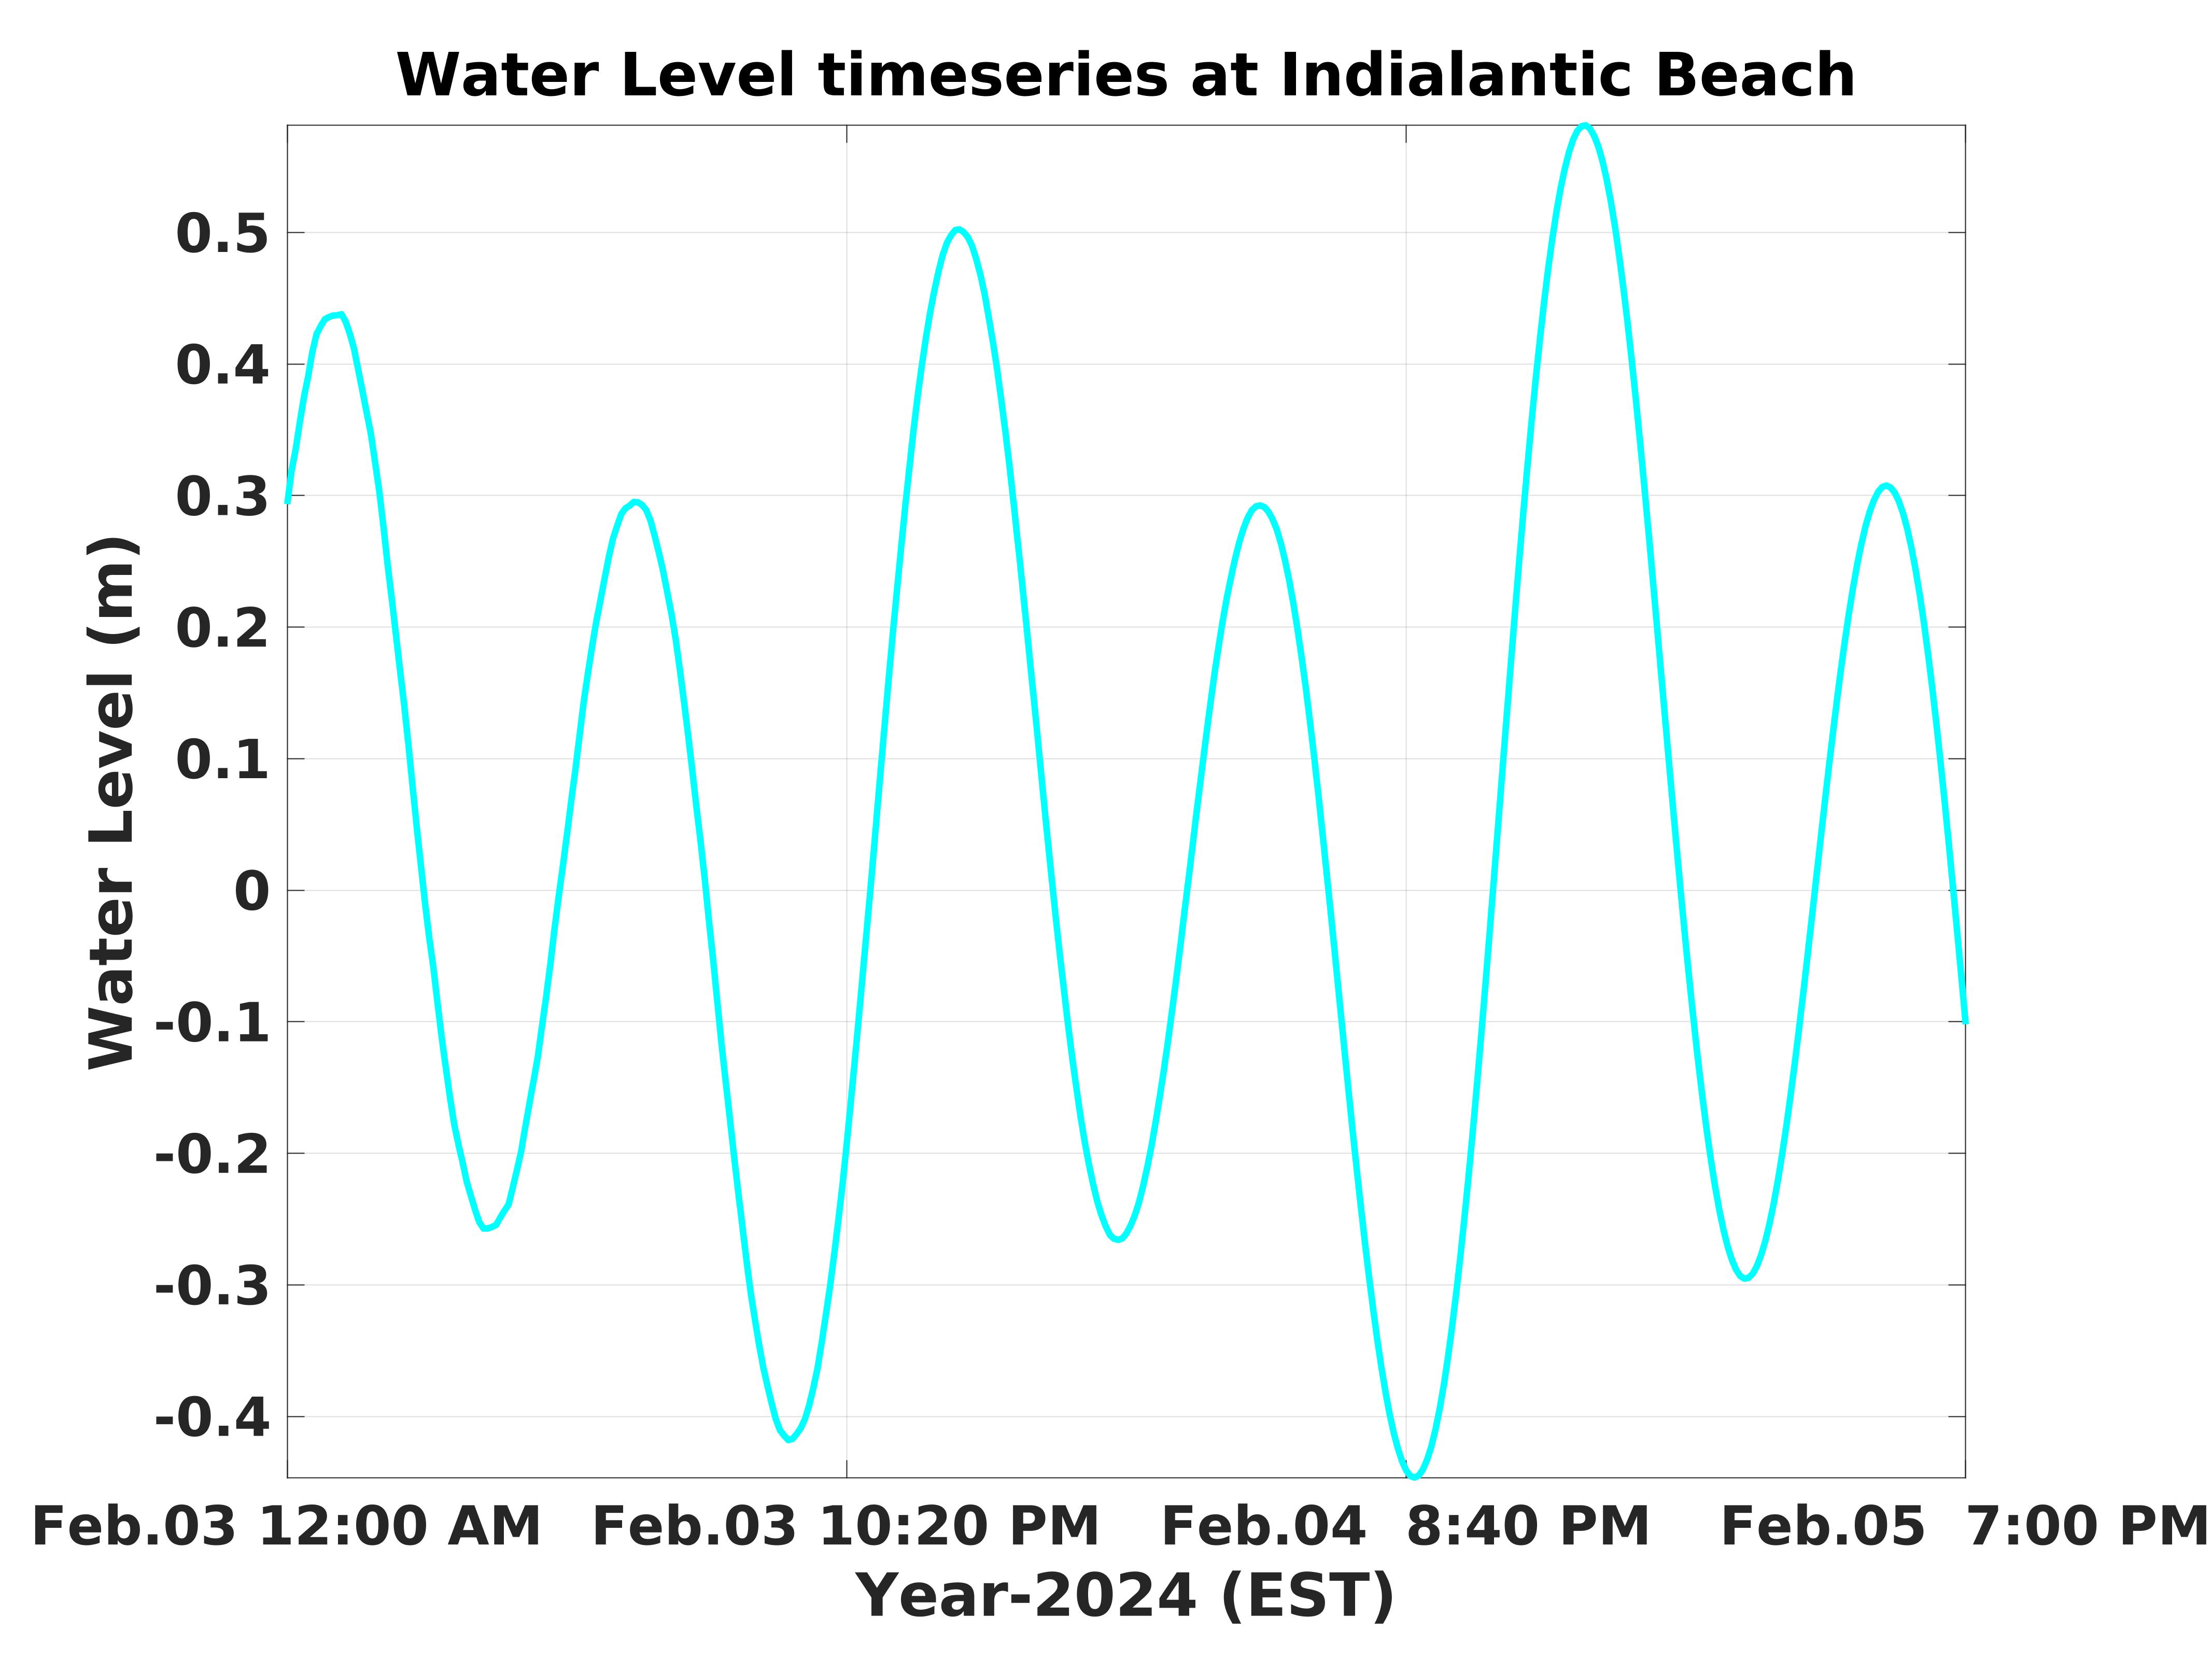 Water Level timeseries at Indialantic Beach
Water Level (m)
0.5
0.4
0.3
0.2
0.1
0
-0.1
-0.2
-0.3
-0.4
Feb.03 12:00 AM Feb.03 10:20 PM Feb.04 8:40 PM Feb.05 7:00 PM
Year-2024 (EST)